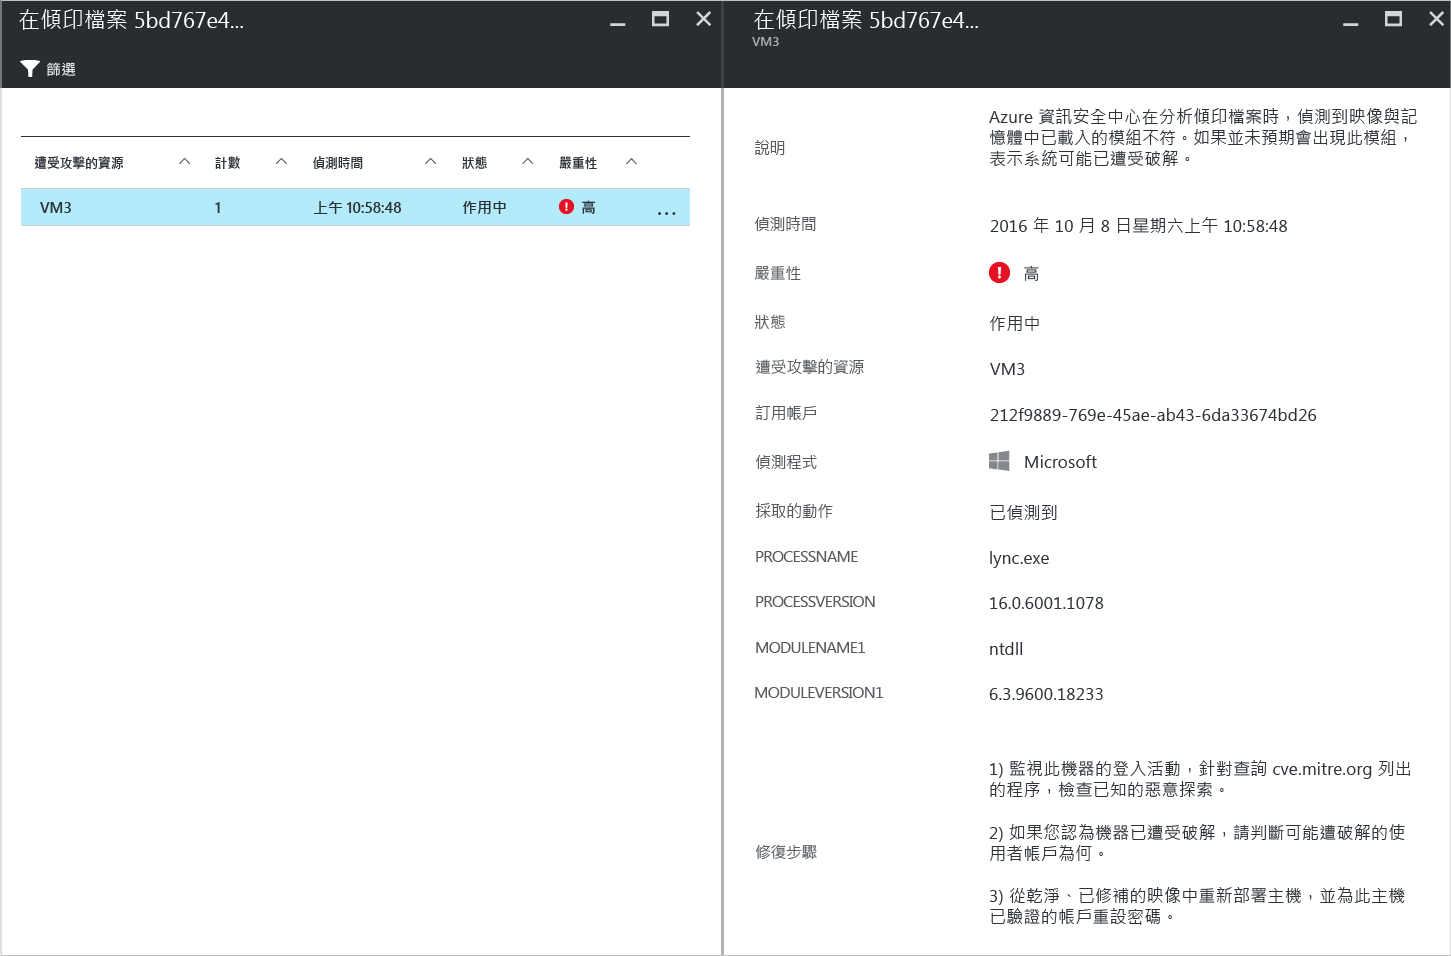 在傾印檔案 5bd767e4...
篩選
遭受攻擊的資源 計數 偵測時間 狀態 嚴重性
VM3 1 上午 10:58:48 作用中 高 ...
在傾印檔案 5bd767e4...
VM3
說明
Azure 資訊安全中心在分析傾印檔案時，偵測到映像與記
憶體中已載入的模組不符。如果並未預期會出現此模組，
表示系統可能已遭受破解。
偵測時間
2016 年 10 月 8 日星期六上午 10:58:48
嚴重性
高
狀態
作用中
遭受攻擊的資源
VM3
訂用帳戶
212f9889-769e-45ae-ab43-6da33674bd26
偵測程式
Microsoft
採取的動作
已偵測到
PROCESSNAME
lync.exe
PROCESSVERSION
16.0.6001.1078
MODULENAME1
ntdll
MODULEVERSION1
6.3.9600.18233
修復步驟
1) 監視此機器的登入活動，針對查詢 cve.mitre.org 列出
的程序，檢查已知的惡意探索。
2) 如果您認為機器已遭受破解，請判斷可能遭破解的使
用者帳戶為何。
3) 從乾淨、已修補的映像中重新部署主機，並為此主機
已驗證的帳戶重設密碼。